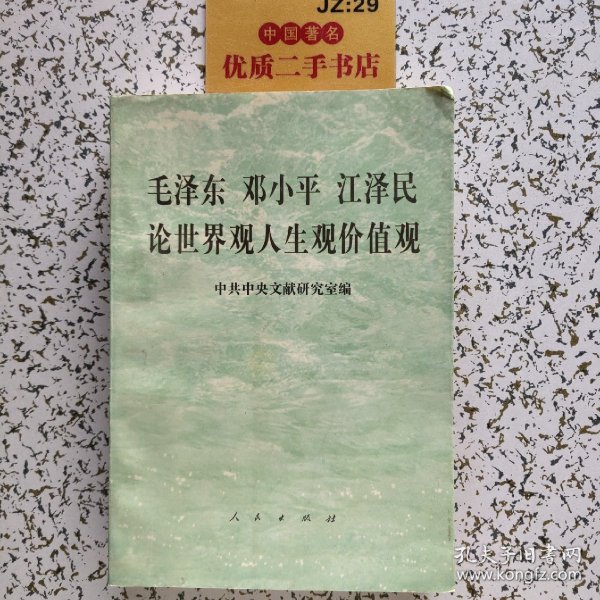 JZ:29
中国著名
优质二手书店
毛泽东 邓小平 江泽民
论世界观人生观价值观
中共中央文献研究室编
人民出版社
孔夫子旧书网
www.kongfz.com